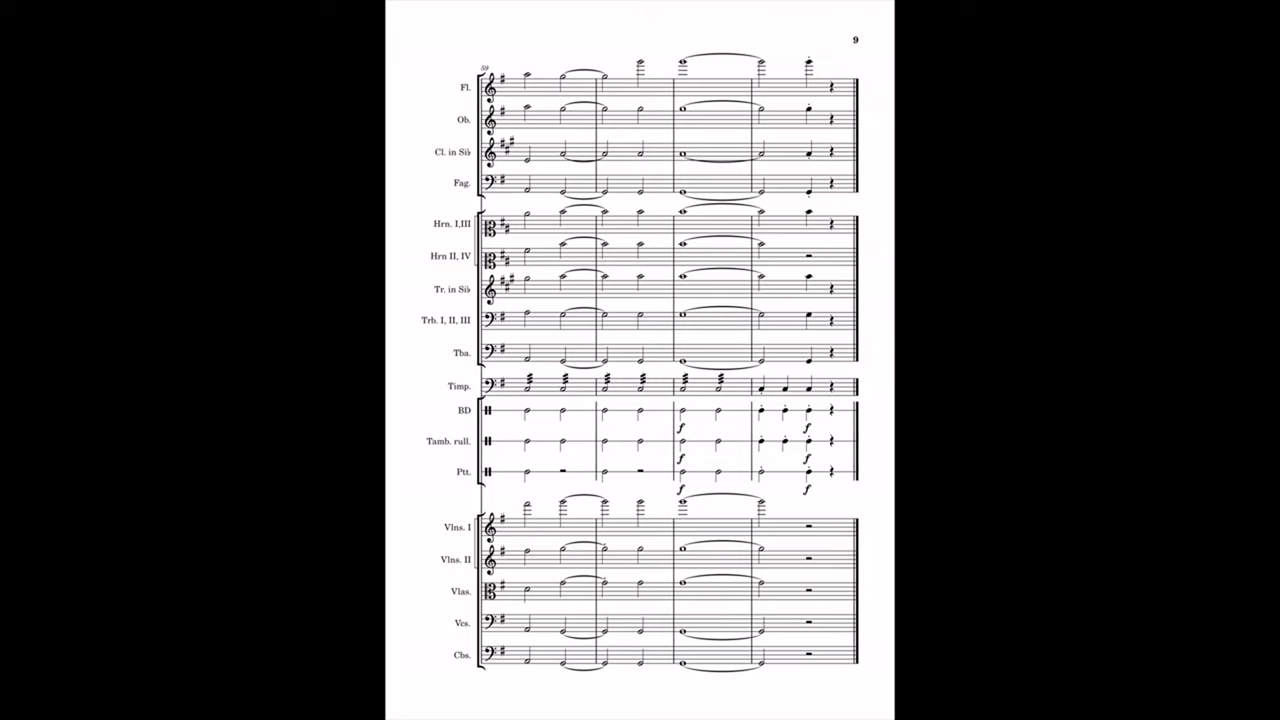 9
59
Fl.
Ob.
Cl. in Si♭
Fag.
Hrn. I,III
Hrn II, IV
Tr. in Si♭
Trb. I, II, III
Tba.
Timp.
BD
f f
Tamb. rull.
f f
Ptt.
f f
Vlns. I
Vlns. II
Vlas.
Vcs.
Cbs.